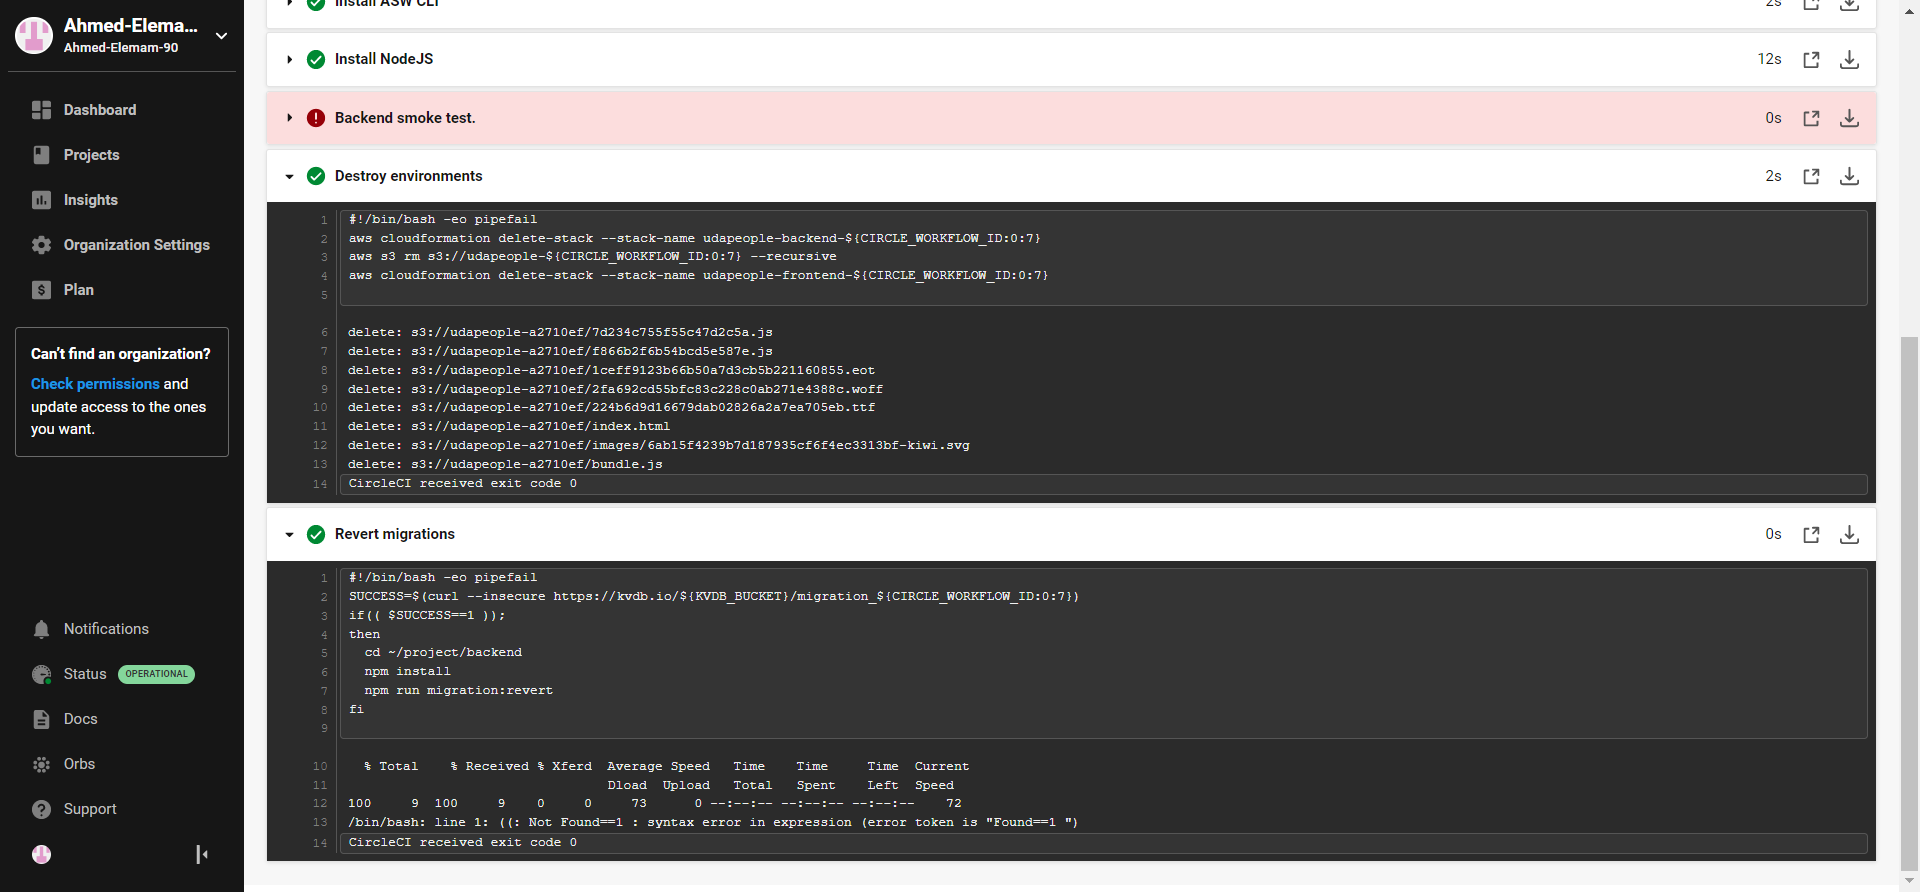 Ahmed-Elema...
Ahmed-Elemam-90
Dashboard
Projects
Insights
Organization Settings
Plan
Can't find an organization?
Check permissions and
update access to the ones
you want.
Notifications
Status OPERATIONAL
Docs
Orbs
Support
Install ASW CLI 2s
Install NodeJS 12s
Backend smoke test. 0s
Destroy environments 2s
1 #!/bin/bash -eo pipefail
2 aws cloudformation delete-stack --stack-name udapeople-backend-${CIRCLE_WORKFLOW_ID:0:7}
3 aws s3 rm s3://udapeople-${CIRCLE_WORKFLOW_ID:0:7} --recursive
4 aws cloudformation delete-stack --stack-name udapeople-frontend-${CIRCLE_WORKFLOW_ID:0:7}
5
6 delete: s3://udapeople-a2710ef/7d234c755f55c47d2c5a.js
7 delete: s3://udapeople-a2710ef/f866b2f6b54bcd5e587e.js
8 delete: s3://udapeople-a2710ef/1ceff9123b66b50a7d3cb5b221160855.eot
9 delete: s3://udapeople-a2710ef/2fa692cd55bfc83c228c0ab271e4388c.woff
10 delete: s3://udapeople-a2710ef/224b6d9d16679dab02826a2a7ea705eb.ttf
11 delete: s3://udapeople-a2710ef/index.html
12 delete: s3://udapeople-a2710ef/images/6ab15f4239b7d187935cf6f4ec3313bf-kiwi.svg
13 delete: s3://udapeople-a2710ef/bundle.js
14 CircleCI received exit code 0
Revert migrations 0s
1 #!/bin/bash -eo pipefail
2 SUCCESS=$(curl --insecure https://kvdb.io/${KVDB_BUCKET}/migration_${CIRCLE_WORKFLOW_ID:0:7})
3 if(( $SUCCESS==1 ));
4 then
5 cd ~/project/backend
6 npm install
7 npm run migration:revert
8 fi
9
10 % Total % Received % Xferd Average Speed Time Time Time Current
11 Dload Upload Total Spent Left Speed
12 100 9 100 9 0 0 73 0 --:--:-- --:--:-- --:--:-- 72
13 /bin/bash: line 1: ((: Not Found==1 : syntax error in expression (error token is "Found==1 ")
14 CircleCI received exit code 0